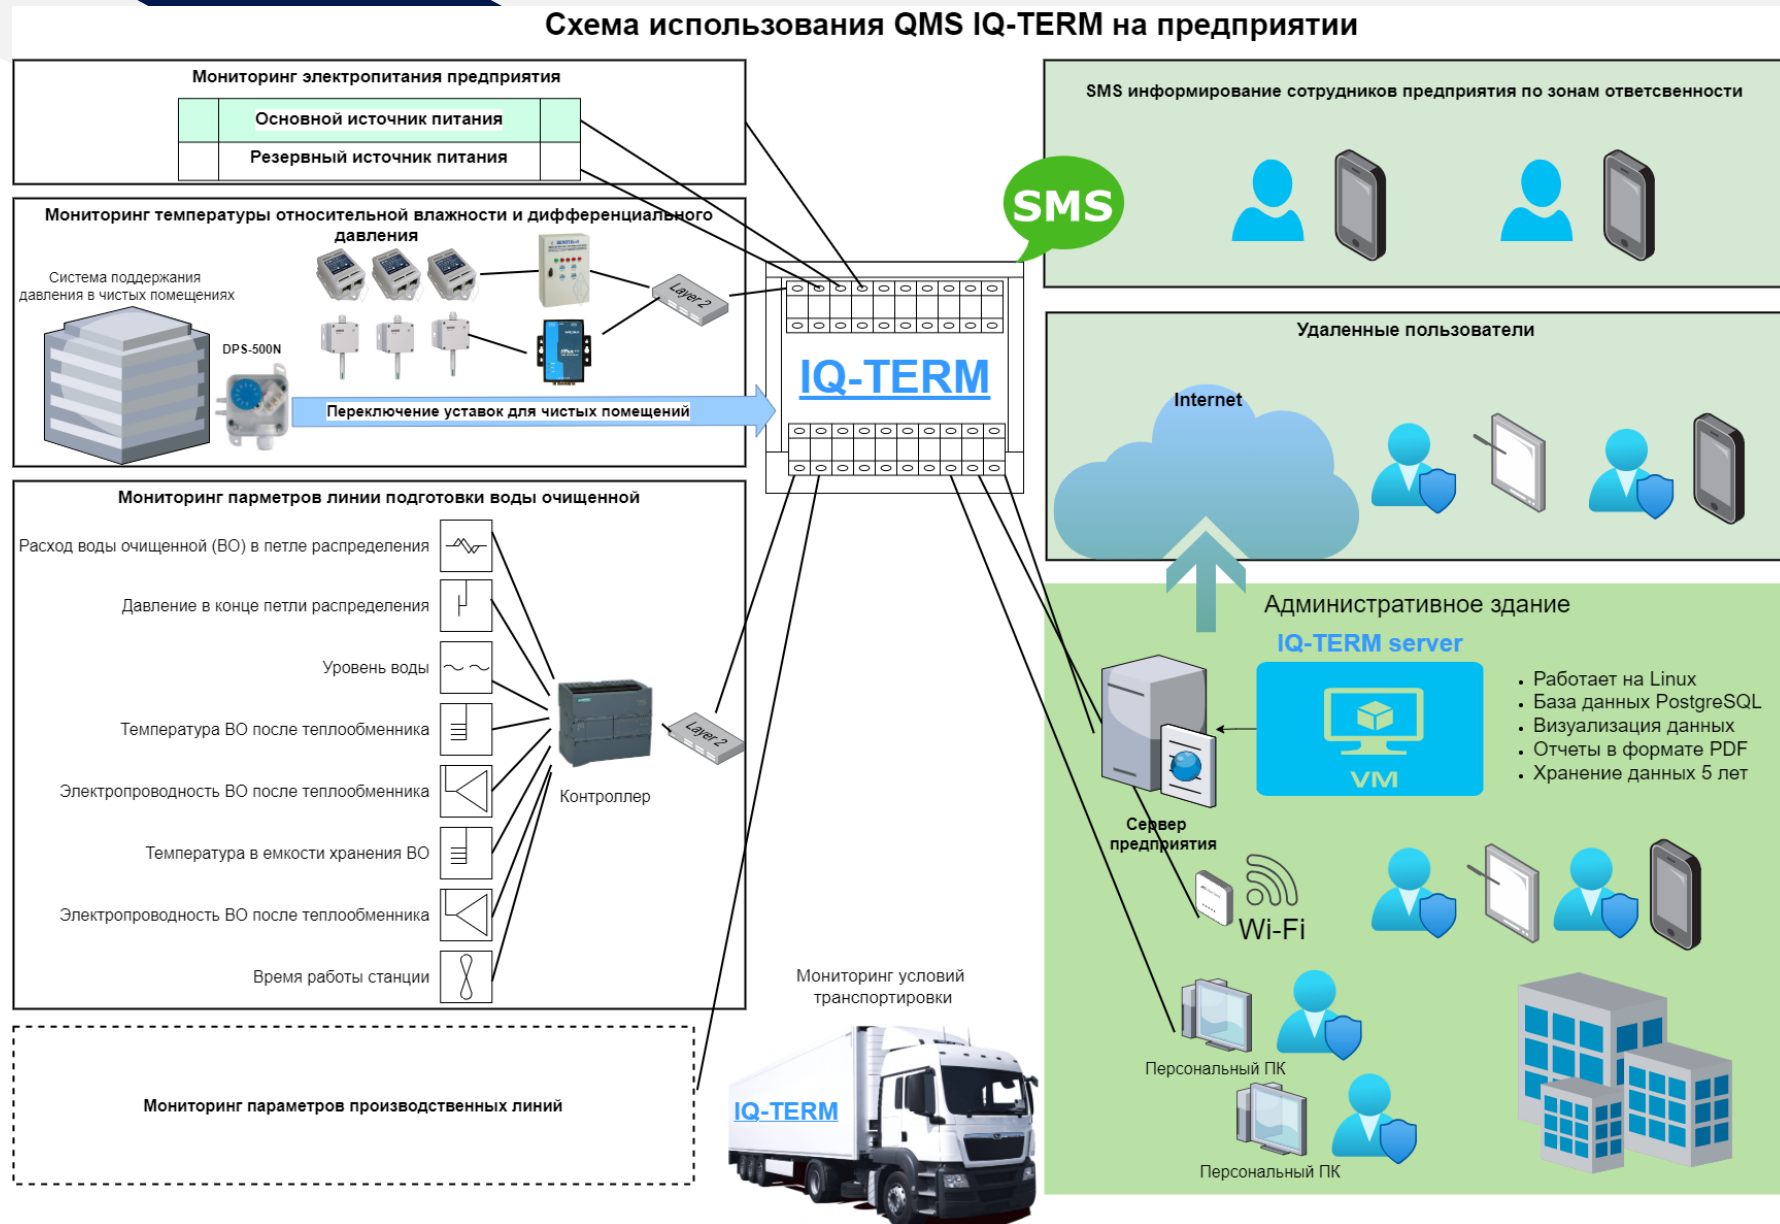 Схема использования QMS IQ-TERM на предприятии
Мониторинг электропитания предприятия
Основной источник питания
Резервный источник питания
Мониторинг температуры относительной влажности и дифференциального
давления
Система поддержания
давления в чистых помещениях
DPS-500N
Layer 2
Переключение уставок для чистых помещений
IQ-TERM
Мониторинг парметров линии подготовки воды очищенной
Расход воды очищенной (ВО) в петле распределения
Давление в конце петли распределения
Уровень воды
Температура ВО после теплообменника
Электропроводность ВО после теплообменника
Температура в емкости хранения ВО
Электропроводность ВО после теплообменника
Время работы станции
Контроллер
Layer 2
Мониторинг параметров производственных линий
Мониторинг условий
транспортировки
IQ-TERM
SMS
SMS информирование сотрудников предприятия по зонам ответсвенности
Удаленные пользователи
Internet
Административное здание
IQ-TERM server
VM
• Работает на Linux
• База данных PostgreSQL
• Визуализация данных
• Отчеты в формате PDF
• Хранение данных 5 лет
Сервер
предприятия
Wi-Fi
Персональный ПК
Персональный ПК